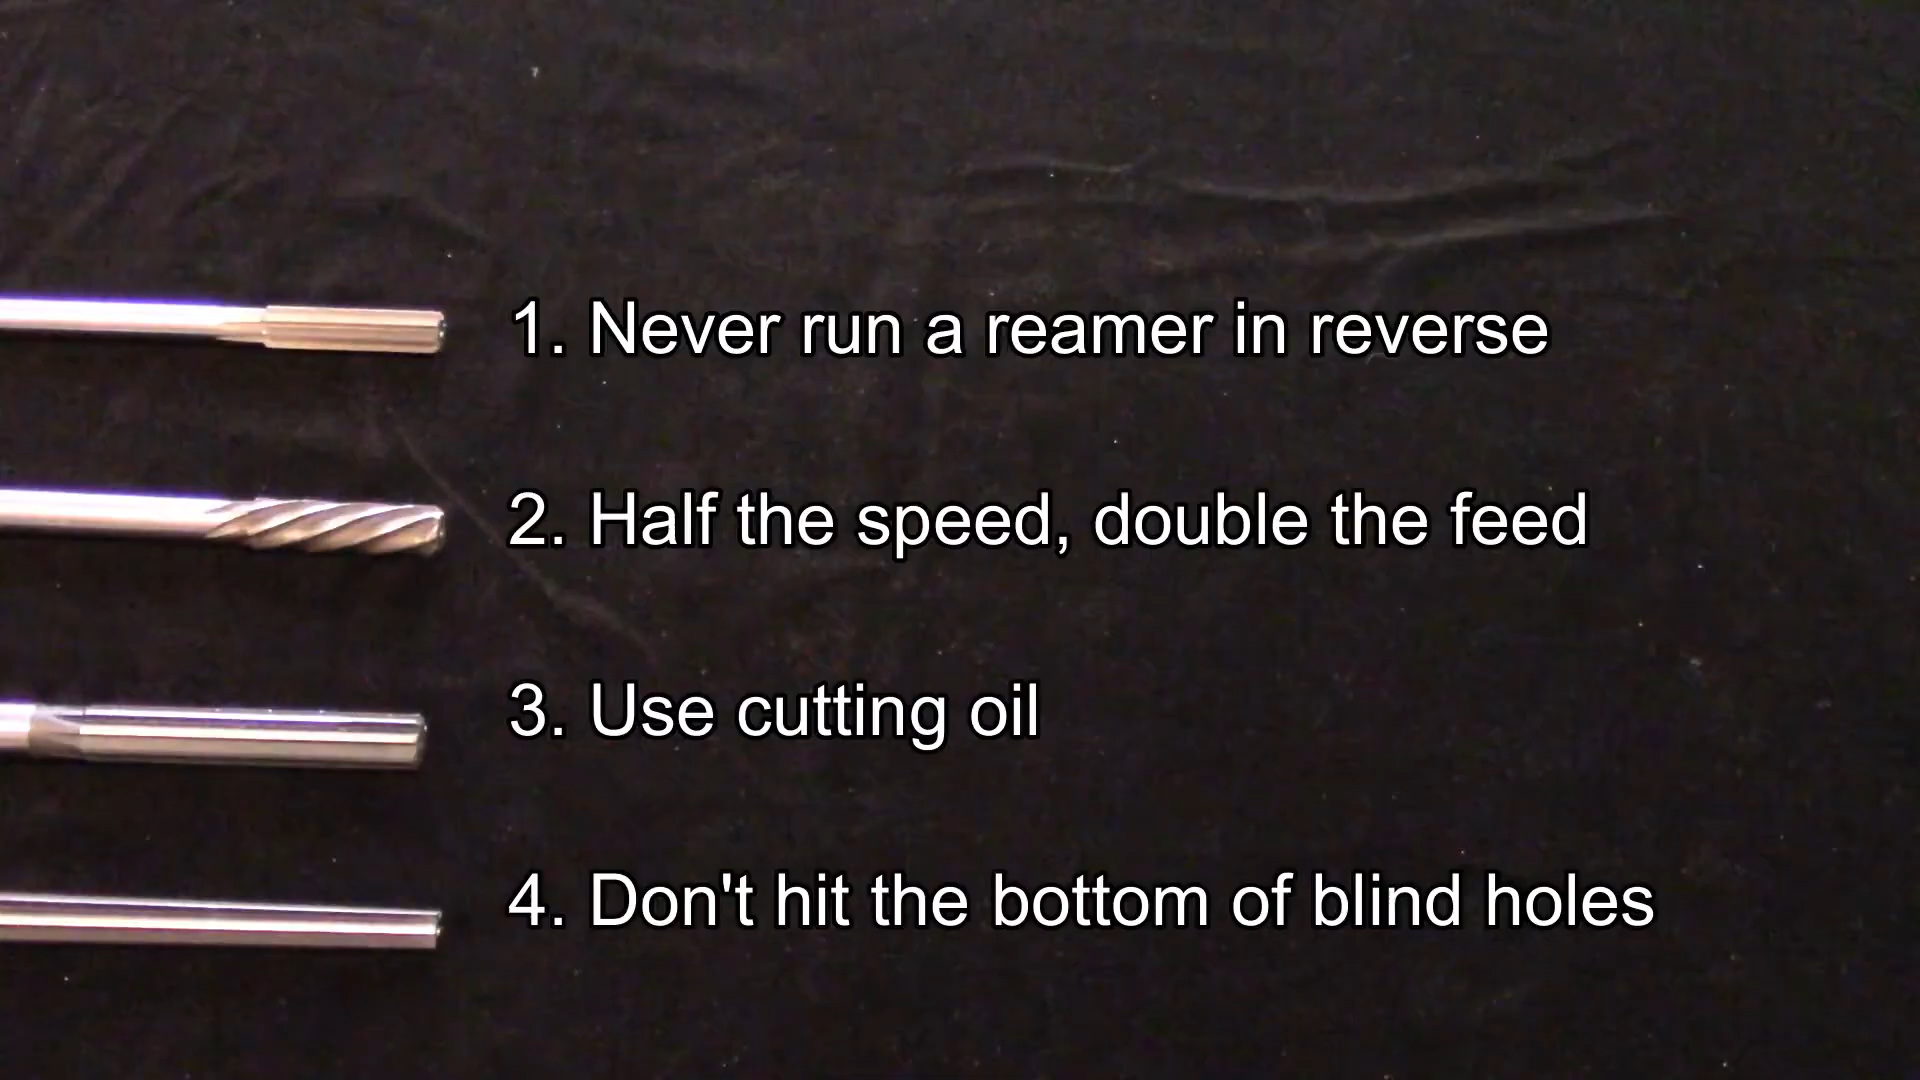 1. Never run a reamer in reverse
2. Half the speed, double the feed
3. Use cutting oil
4. Don't hit the bottom of blind holes